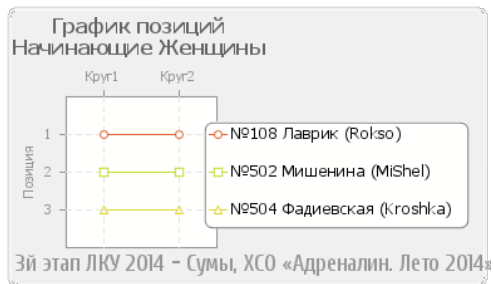 График позиций
Начинающие Женщины
Круг1 Круг2
Позиция
1
2
3
№108 Лаврик (Rokso)
№502 Мишенина (MiShel)
№504 Фадиевская (Kroshka)
3й этап ЛКУ 2014 - Сумы, ХСО «Адреналин. Лето 2014»